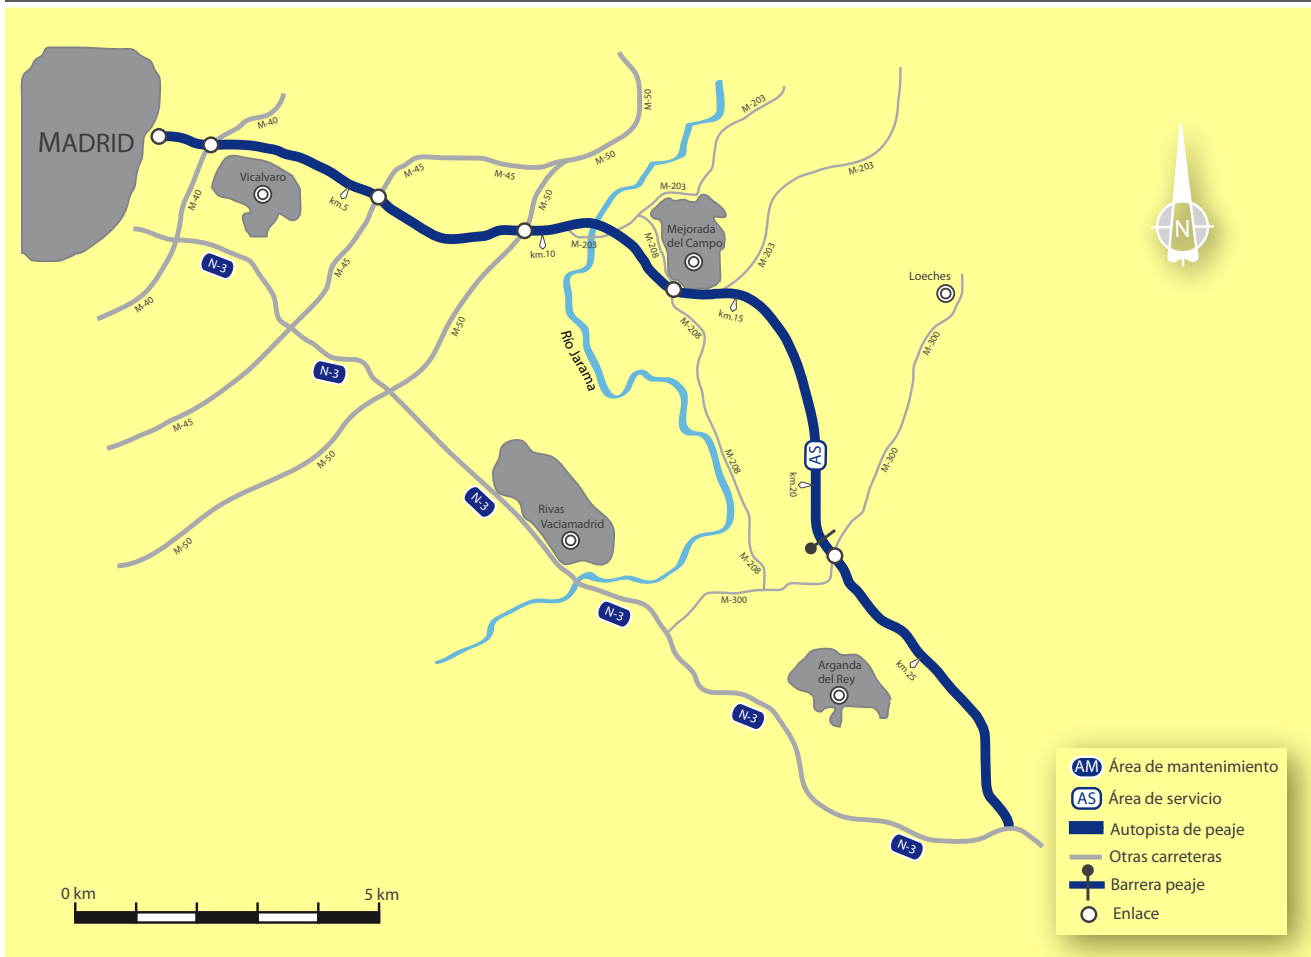 M-50
M-203
M-40
MADRID
M-50
M-45
M-45
M-203
Vicalvaro
M-203
M-40
km.5
M-50
Mejorada
del Campo
N
M-203
M-208
km.10
M-203
N-3
M-45
Loeches
M-40
km.15
M-208
M-50
Río Jarama
M-300
N-3
M-45
AS
M-50
M-208
M-300
km.20
N-3
Rivas
Vaciamadrid
M-50
M-208
M-300
N-3
Arganda
del Rey
km.25
N-3
AM Área de mantenimiento
AS Área de servicio
Autopista de peaje
N-3
Otras carreteras
Barrera peaje
Enlace
0 km
5 km